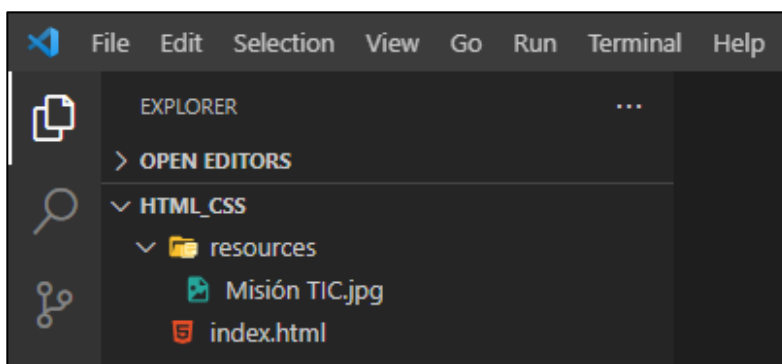 File Edit Selection View Go Run Terminal Help
EXPLORER
OPEN EDITORS
HTML_CSS
resources
Misión TIC.jpg
index.html